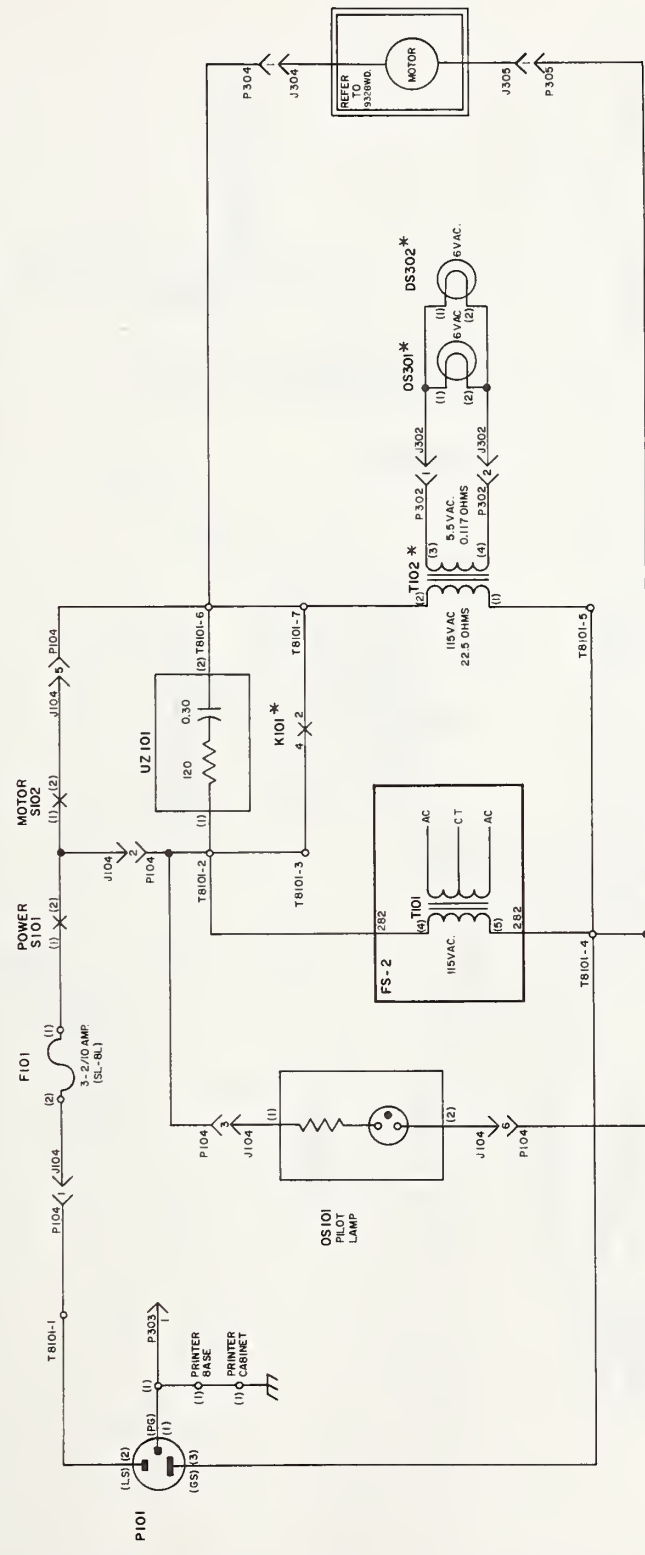 P101
(LS) (2)
(PG)
(1)
(GS) (3)
(1)
P303
1
(1) PRINTER BASE
(1) PRINTER CABINET
T8101-1
P104
1
J104
F101
(2)
(1)
3-2/10 AMP.
(SL-8L)
POWER
S101
(1)
(2)
MOTOR
S102
(1)
(2)
J104
5
P104
J104
2
P104
P104
3
J104
OS101
PILOT
LAMP
(1)
(2)
J104
6
P104
UZ101
(1)
120
0.30
(2)
T8101-2
T8101-6
T8101-3
K101*
4
2
T8101-7
FS-2
282
(4)
T101
115VAC.
(5)
282
AC
CT
AC
T8101-4
T8101-5
T102*
(2)
(1)
115VAC
22.5 OHMS
(3)
(4)
5.5VAC.
0.117 OHMS
P302
1
J302
P302
2
J302
OS301*
(1)
(2)
6VAC
DS302*
(1)
(2)
6VAC.
P304
1
J304
REFER
TO
9328WD.
MOTOR
J305
1
P305